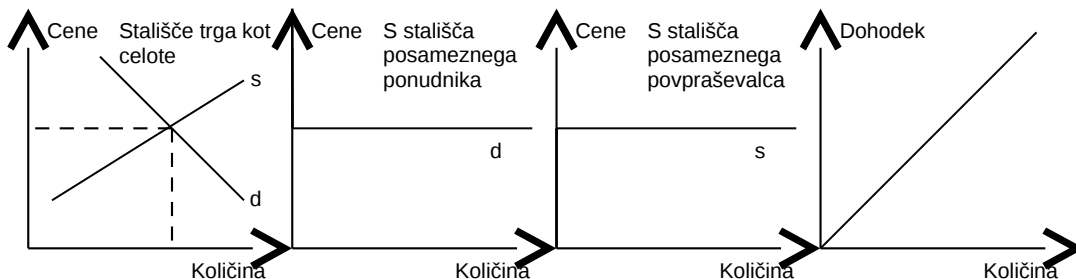 Cene
Stališče trga kot
celote
s
d
Količina
Cene
S stališča
posameznega
ponudnika
d
Količina
Cene
S stališča
posameznega
povpraševalca
s
Količina
Dohodek
Količina